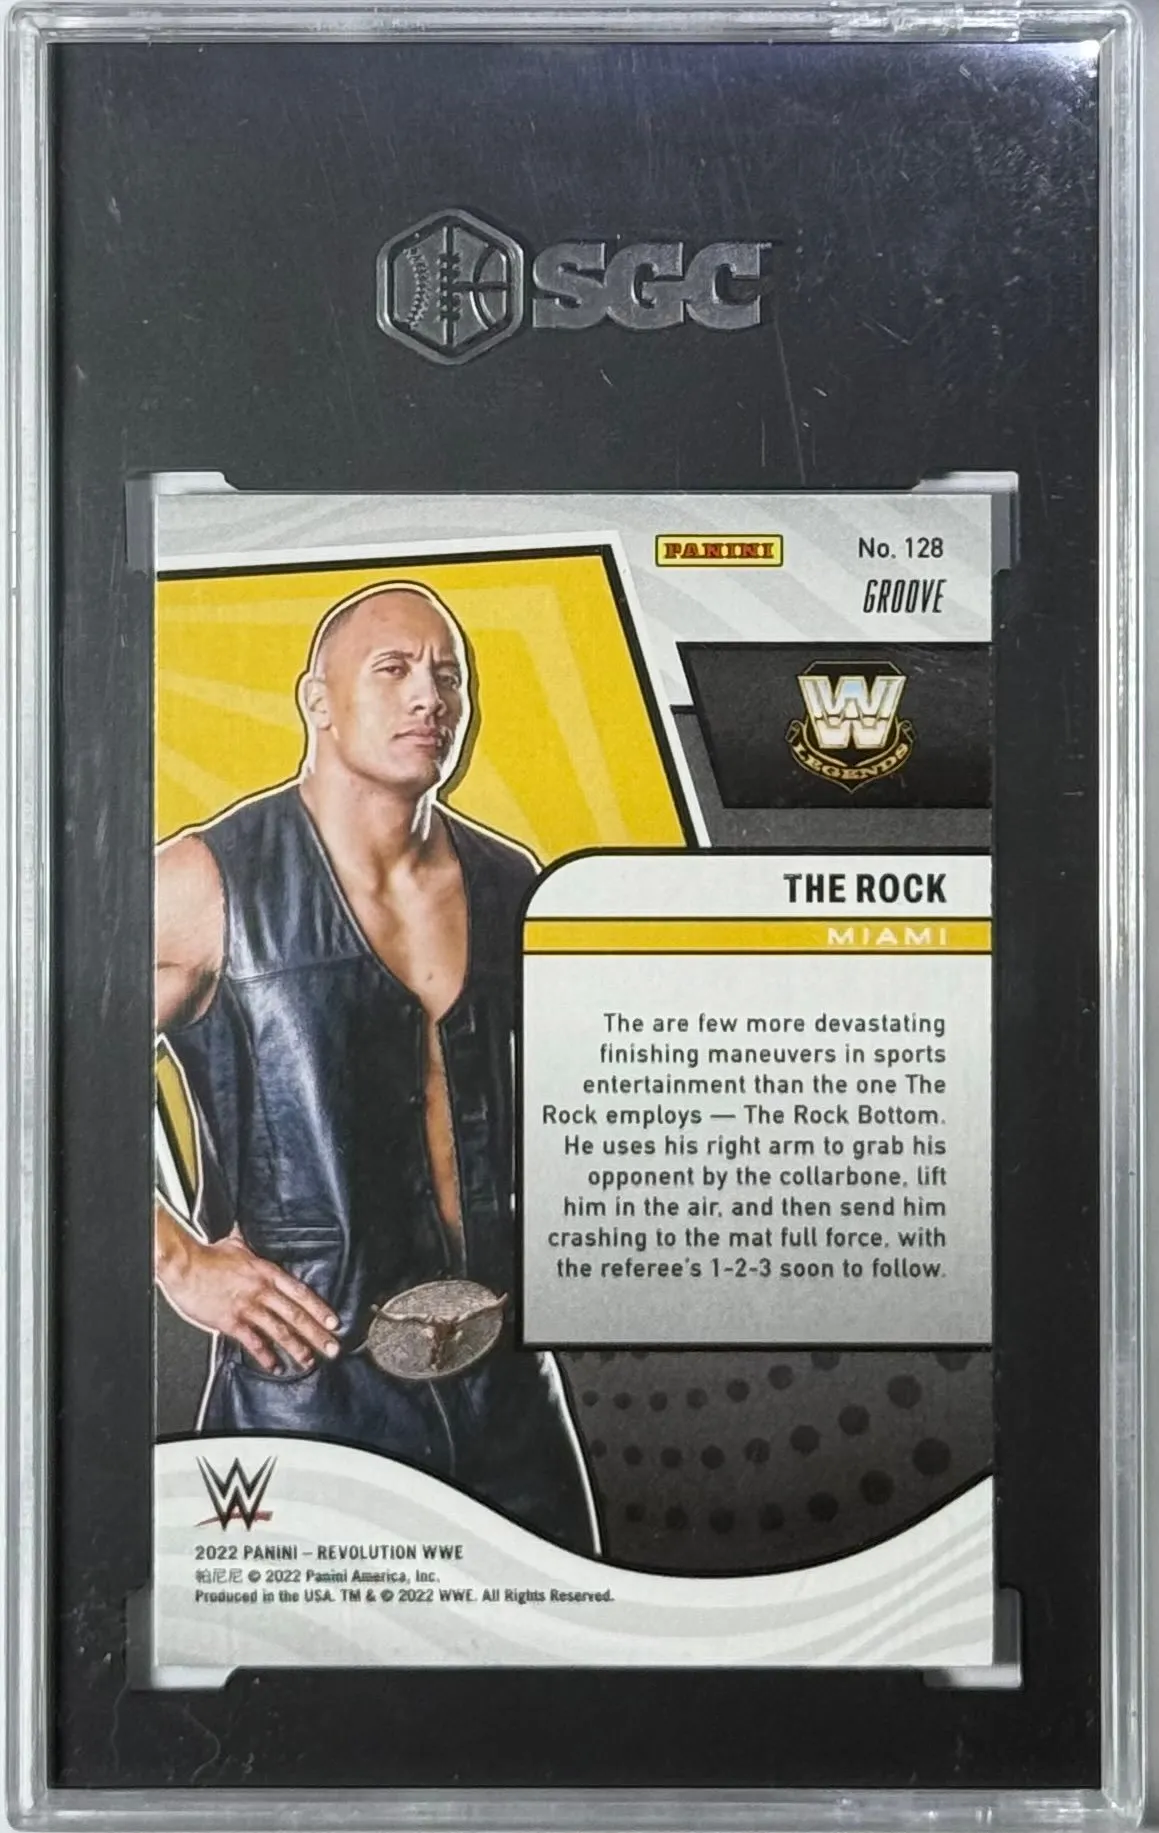 SGC
PANINI
No. 128
GROOVE
W
LEGENDS
THE ROCK
MIAMI
The are few more devastating
finishing maneuvers in sports
entertainment than the one The
Rock employs — The Rock Bottom.
He uses his right arm to grab his
opponent by the collarbone, lift
him in the air, and then send him
crashing to the mat full force, with
the referee's 1-2-3 soon to follow.
W
2022 PANINI – REVOLUTION WWE
帕尼尼 © 2022 Panini America, Inc.
Produced in the USA. TM & © 2022 WWE. All Rights Reserved.